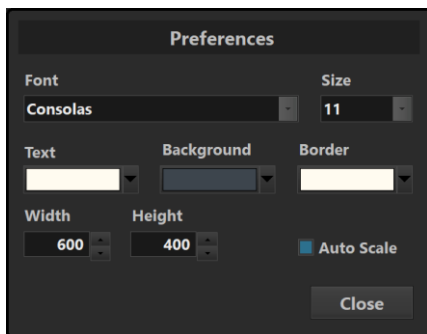 Preferences
Font Size
Consolas 11
Text Background Border
Width Height
600 400 Auto Scale
Close